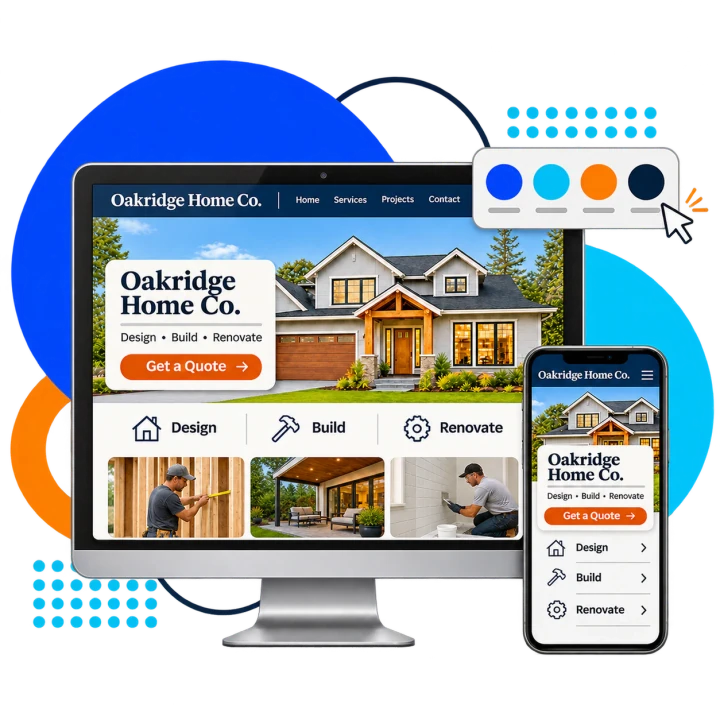 Oakridge Home Co.
Home Services Projects Contact
Oakridge
Home Co.
Design • Build • Renovate
Get a Quote →
Design
Build
Renovate
Oakridge Home Co.
Oakridge
Home Co.
Design • Build • Renovate
Get a Quote →
Design
Build
Renovate